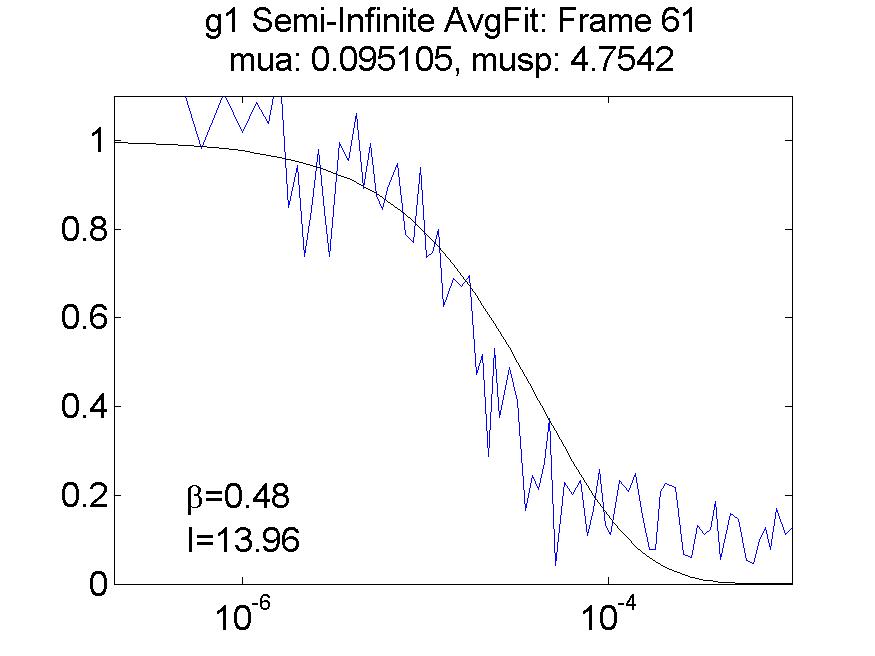 g1 Semi-Infinite AvgFit: Frame 61
mua: 0.095105, musp: 4.7542
1
0.8
0.6
0.4
0.2
0
β=0.48
I=13.96
10^-6
10^-4